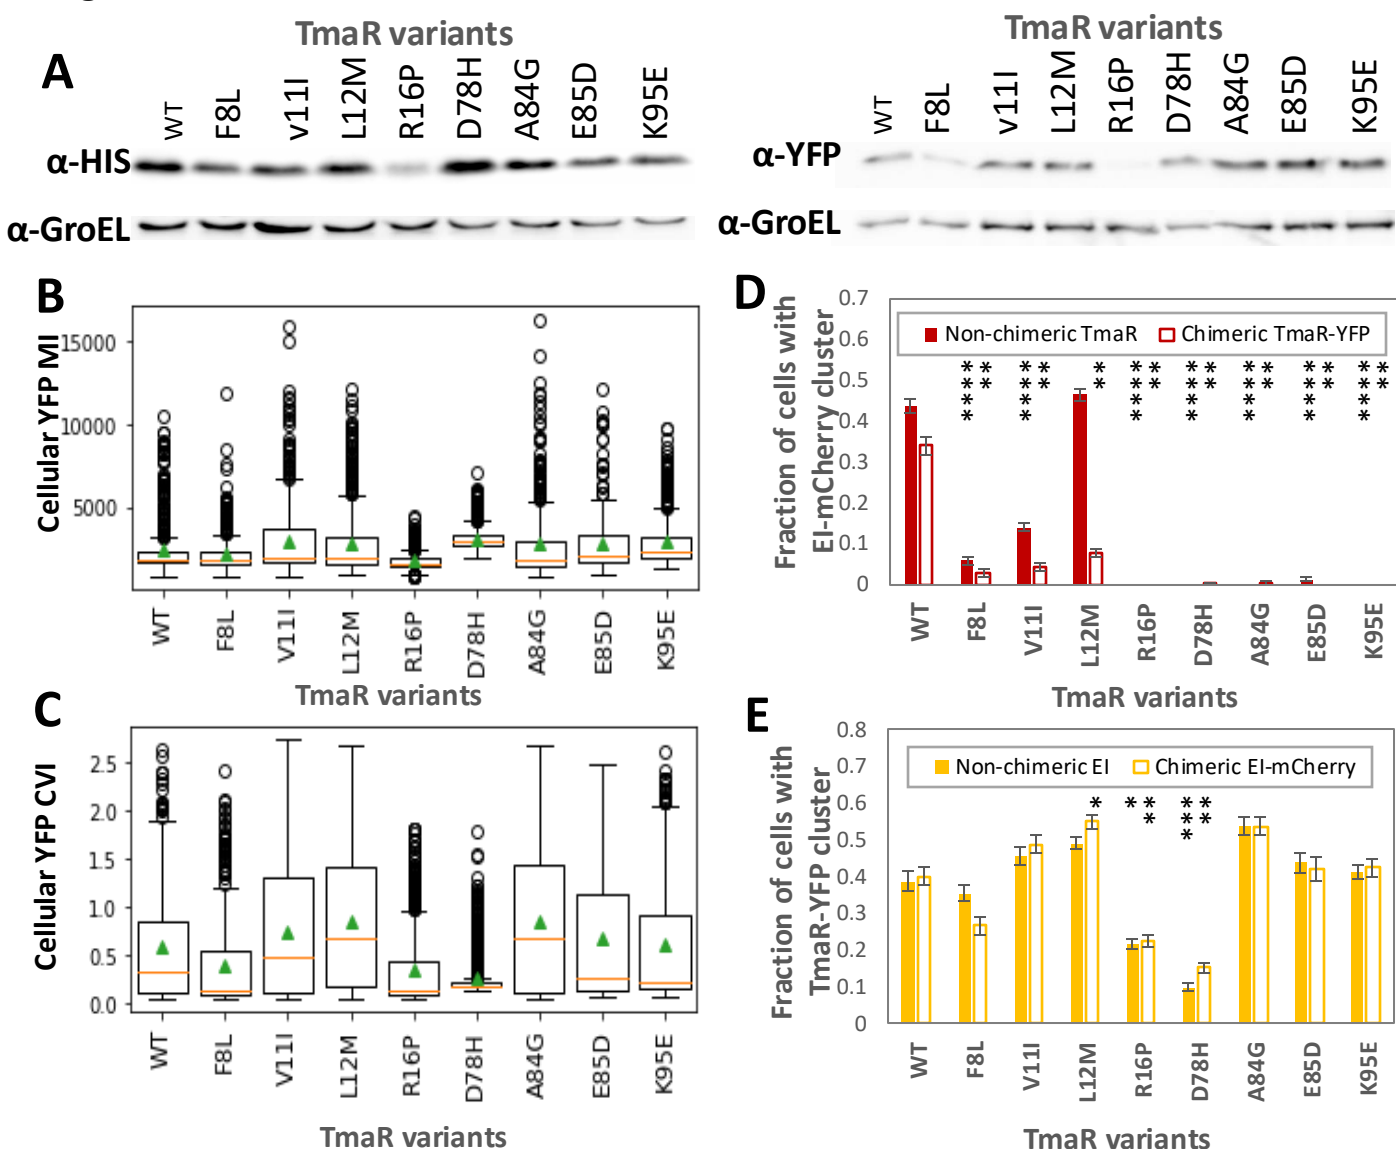 TmaR variants
A
WT F8L v11I L12M R16P D78H A84G E85D K95E
α-HIS
α-GroEL
TmaR variants
WT F8L v11I L12M R16P D78H A84G E85D K95E
α-YFP
α-GroEL
B
Cellular YFP MI
15000
10000
5000
WT F8L V11I L12M R16P D78H A84G E85D K95E
TmaR variants
C
Cellular YFP CVI
2.5
2.0
1.5
1.0
0.5
0.0
WT F8L V11I L12M R16P D78H A84G E85D K95E
TmaR variants
D
Fraction of cells with
EI-mCherry cluster
0.7
0.6
0.5
0.4
0.3
0.2
0.1
0
Non-chimeric TmaR Chimeric TmaR-YFP
**** ** **** ** ** **** ** **** ** **** ** **** ** **** **
WT F8L V11I L12M R16P D78H A84G E85D K95E
TmaR variants
E
Fraction of cells with
TmaR-YFP cluster
0.8
0.7
0.6
0.5
0.4
0.3
0.2
0.1
0
Non-chimeric EI Chimeric EI-mCherry
* * ** *** **
WT F8L V11I L12M R16P D78H A84G E85D K95E
TmaR variants